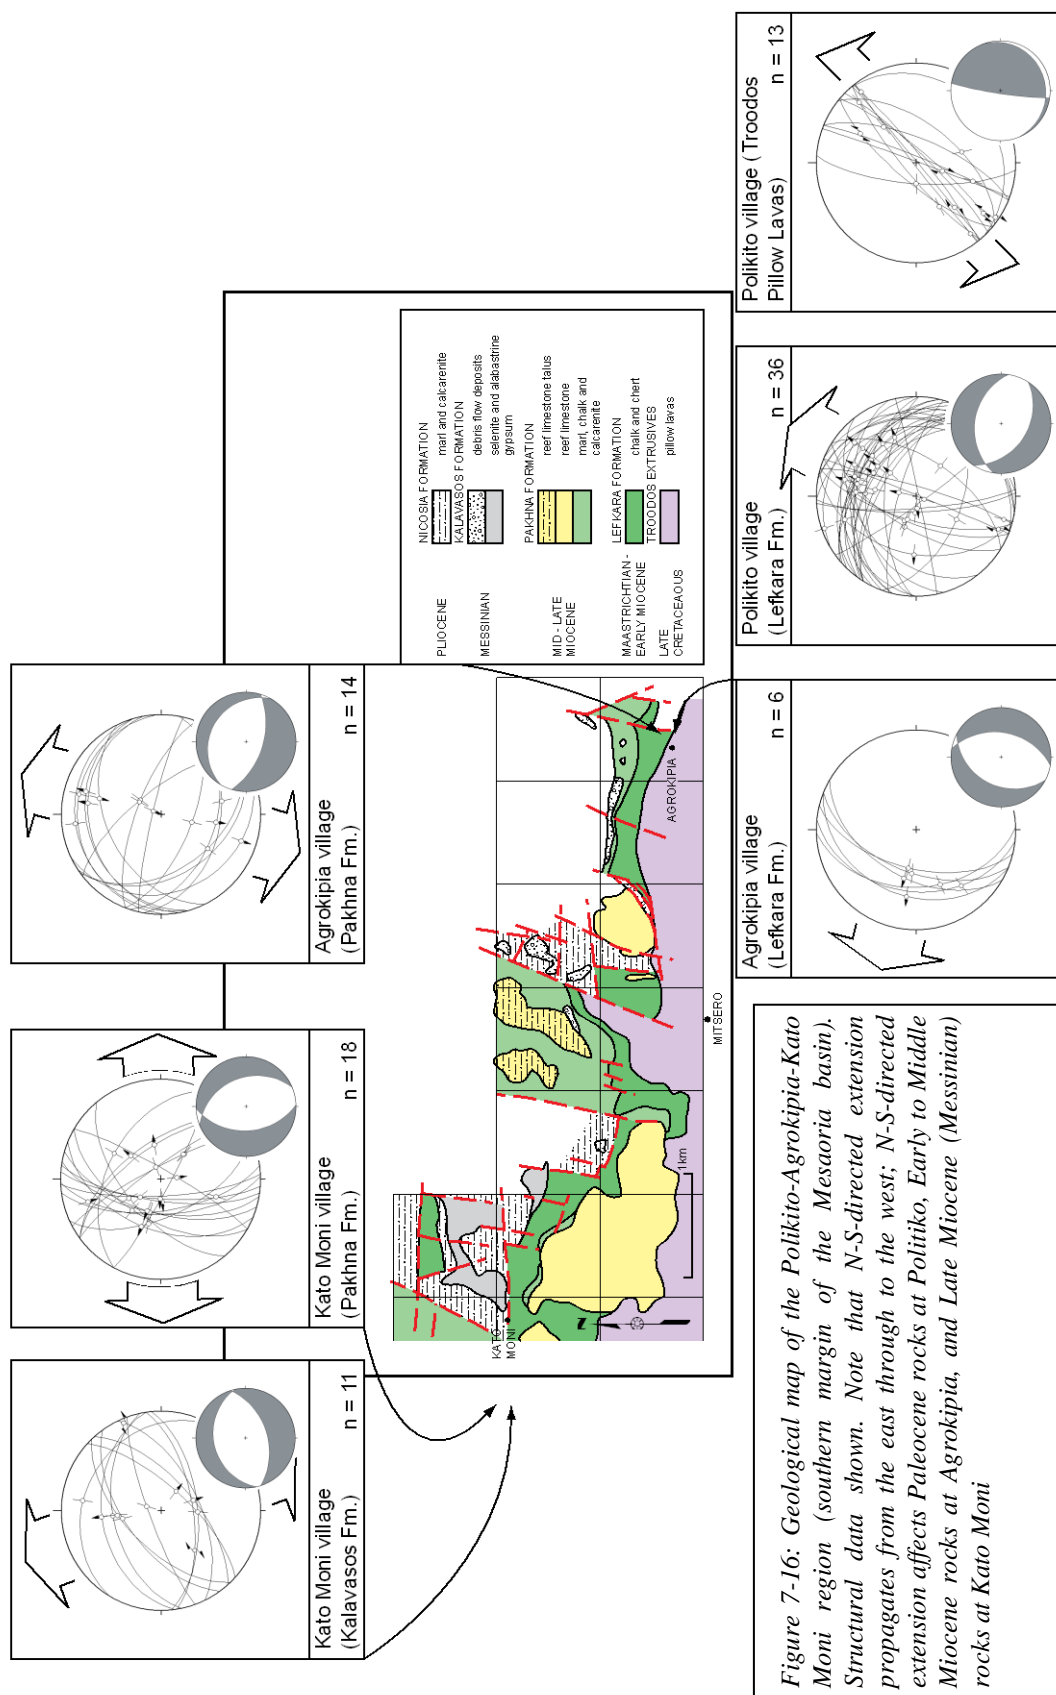 Kato Moni village
(Kalavasos Fm.) n = 11
Kato Moni village
(Pakhna Fm.) n = 18
Agrokipia village
(Pakhna Fm.) n = 14
KATO
MONI
N
1km
MITSERO
AGROKIPIA
PLIOCENE
NICOSIA FORMATION
marl and calcarenite
MESSINIAN
KALAVASOS FORMATION
debris flow deposits
selenite and alabastrine
gypsum
MID - LATE
MIOCENE
PAKHNA FORMATION
reef limestone talus
reef limestone
marl, chalk and
calcarenite
MAASTRICHTIAN -
EARLY MIOCENE
LEFKARA FORMATION
chalk and chert
LATE
CRETACEAOUS
TROODOS EXTRUSIVES
pillow lavas
Agrokipia village
(Lefkara Fm.) n = 6
Polikito village
(Lefkara Fm.) n = 36
Polikito village (Troodos
Pillow Lavas) n = 13
Figure 7-16: Geological map of the Polikito-Agrokipia-Kato
Moni region (southern margin of the Mesaoria basin).
Structural data shown. Note that N-S-directed extension
propagates from the east through to the west; N-S-directed
extension affects Paleocene rocks at Politiko, Early to Middle
Miocene rocks at Agrokipia, and Late Miocene (Messinian)
rocks at Kato Moni